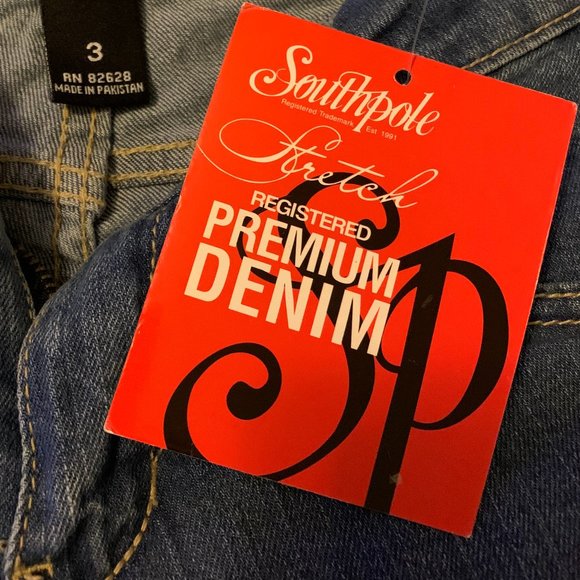 3
RN 82628
MADE IN PAKISTAN
Southpole
Registered Trademark Est 1991
Stretch
REGISTERED
PREMIUM
DENIM
SP